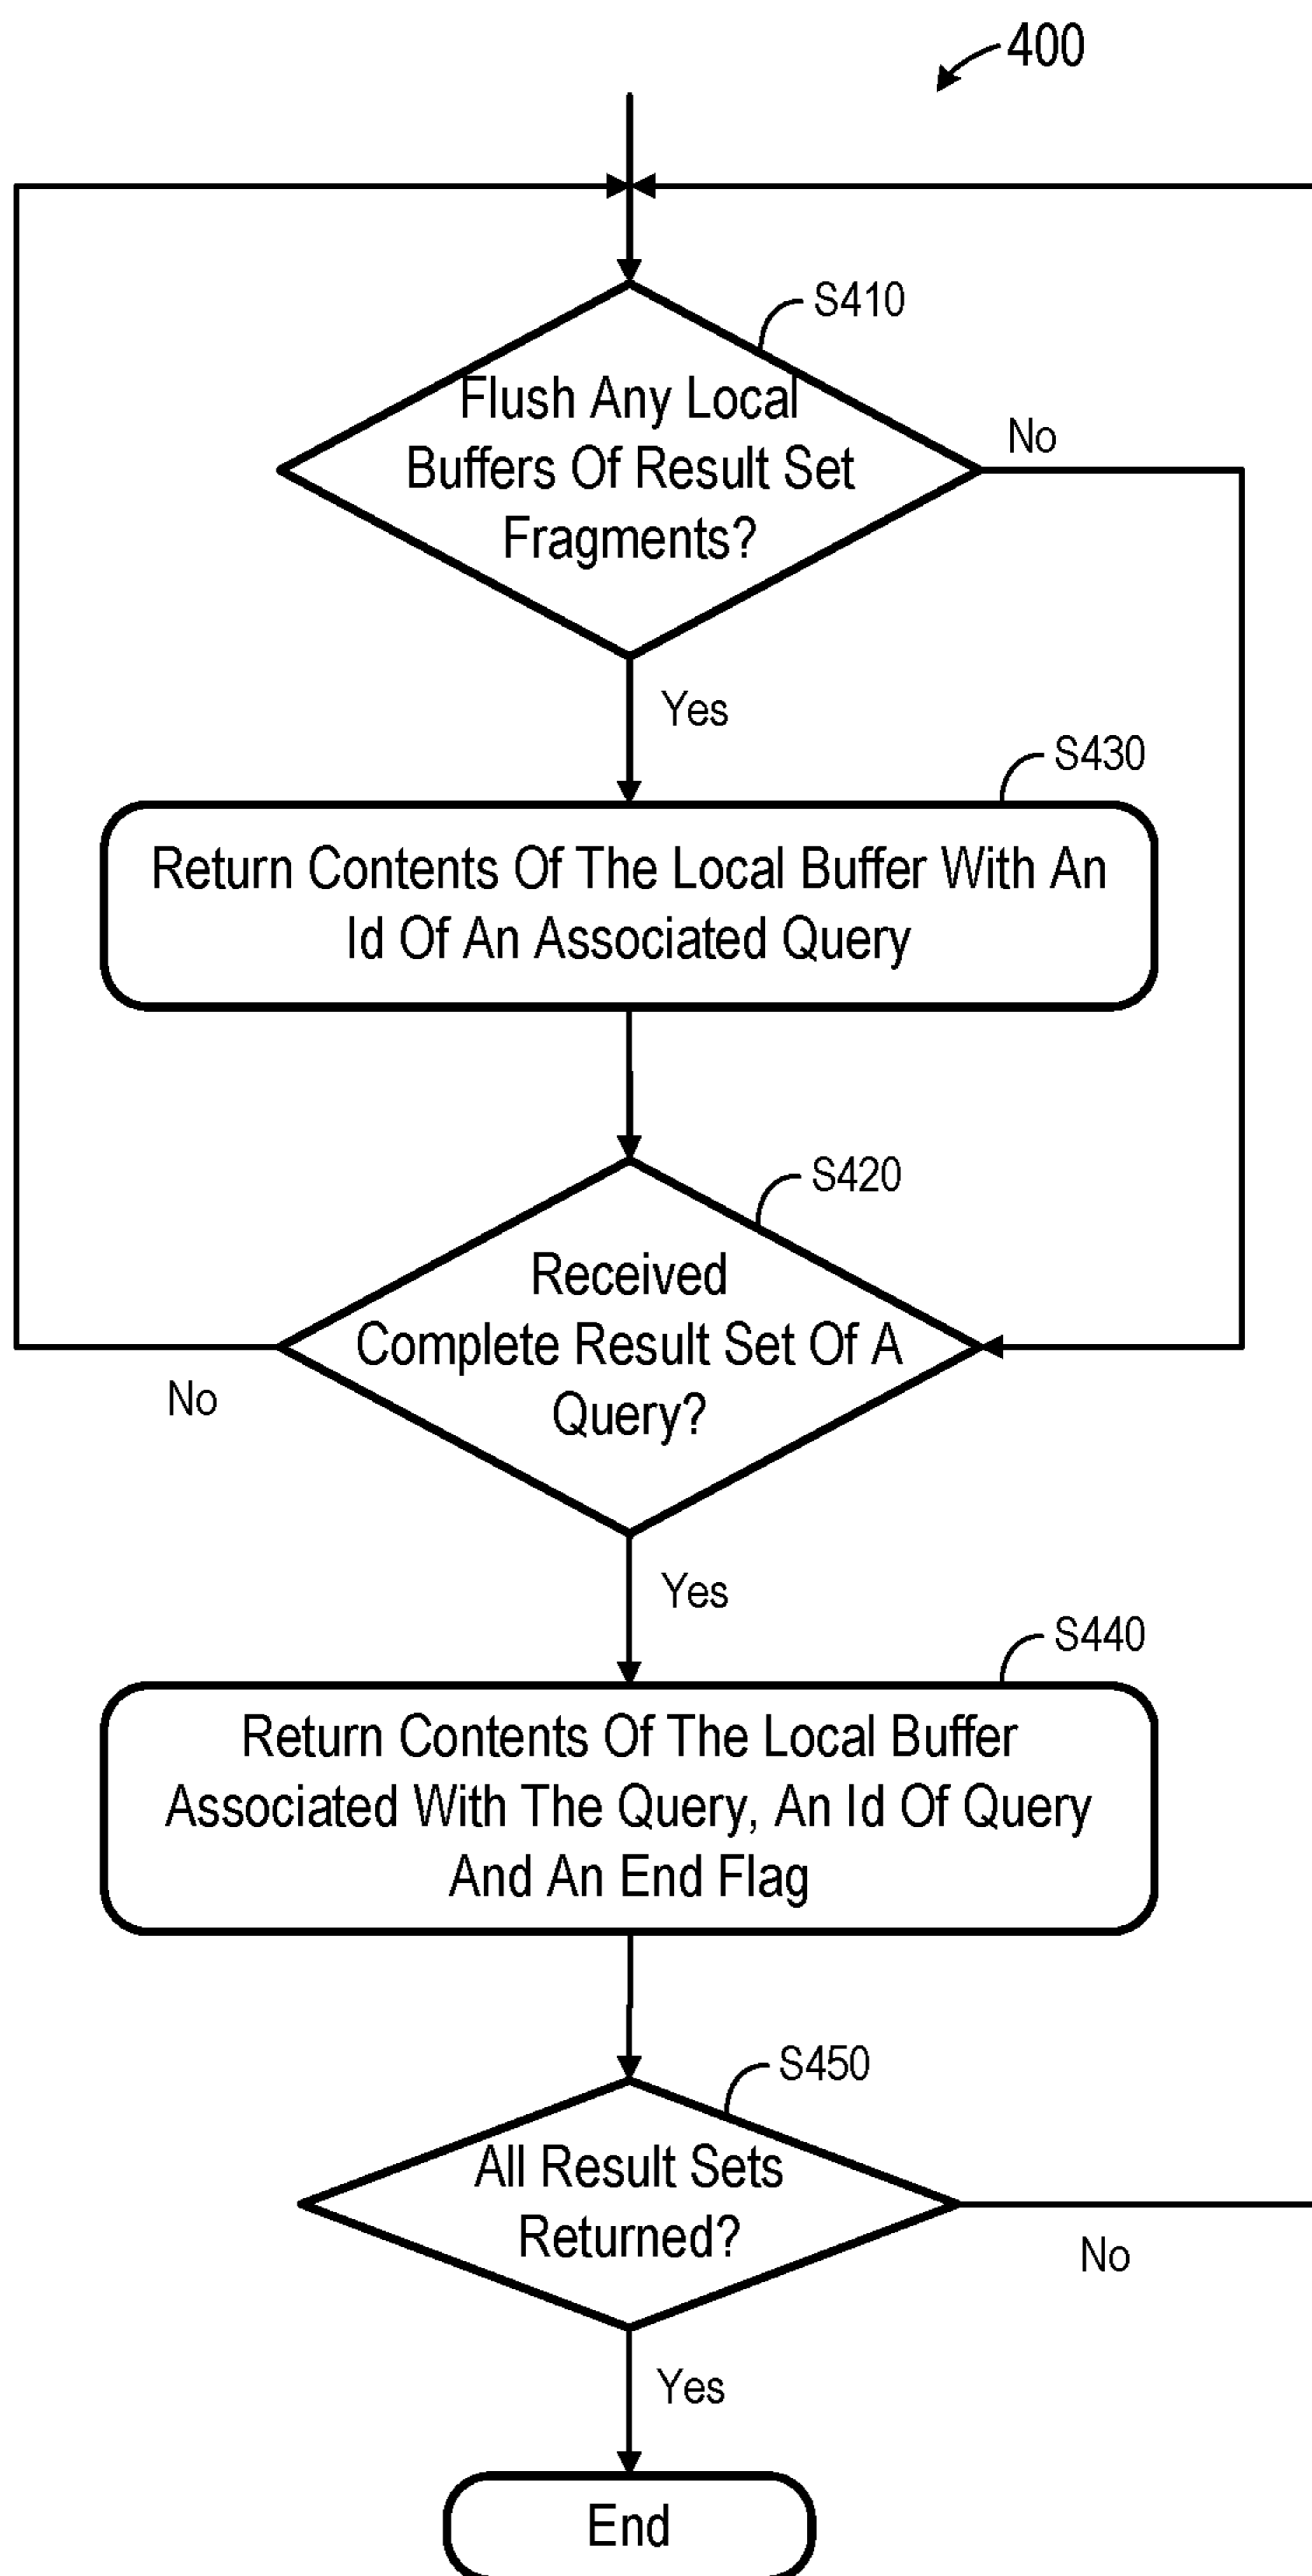 400
S410
Flush Any Local
Buffers Of Result Set
Fragments?
No
Yes
S430
Return Contents Of The Local Buffer With An
Id Of An Associated Query
S420
Received
Complete Result Set Of A
Query?
No
Yes
S440
Return Contents Of The Local Buffer
Associated With The Query, An Id Of Query
And An End Flag
S450
All Result Sets
Returned?
No
Yes
End